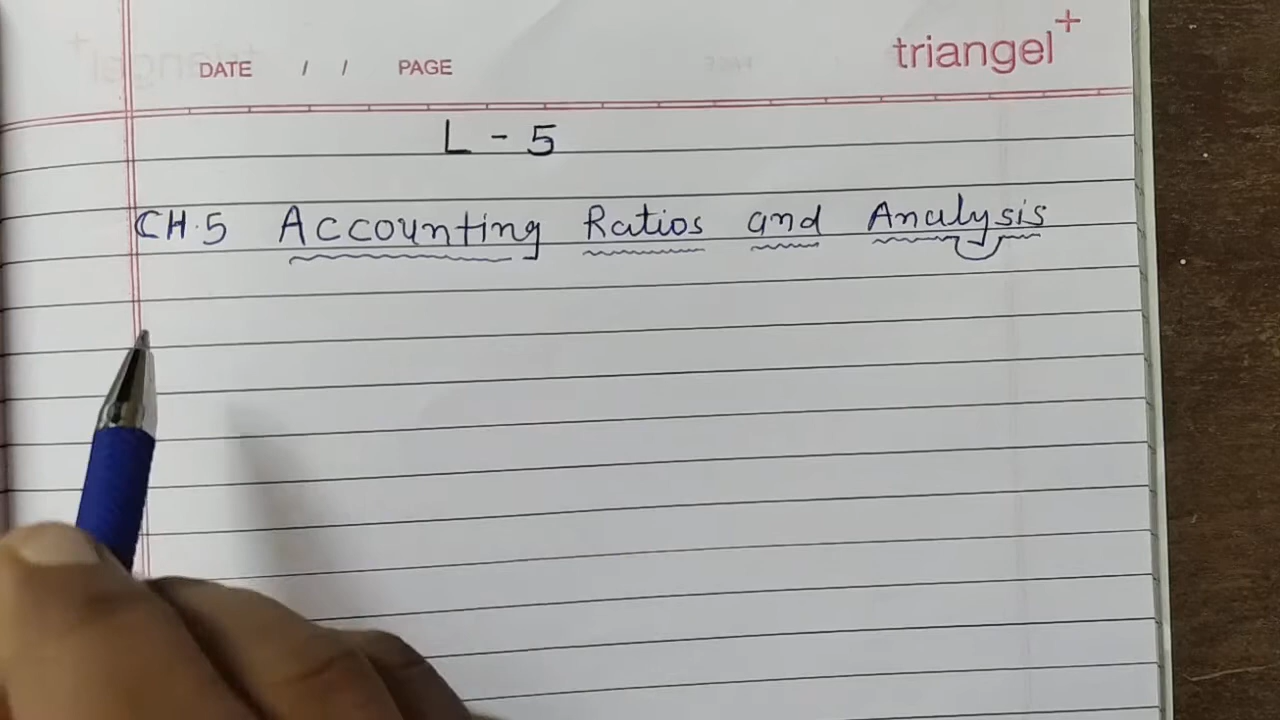 triangel+
DATE / / PAGE
L - 5
CH.5 Accounting Ratios and Analysis